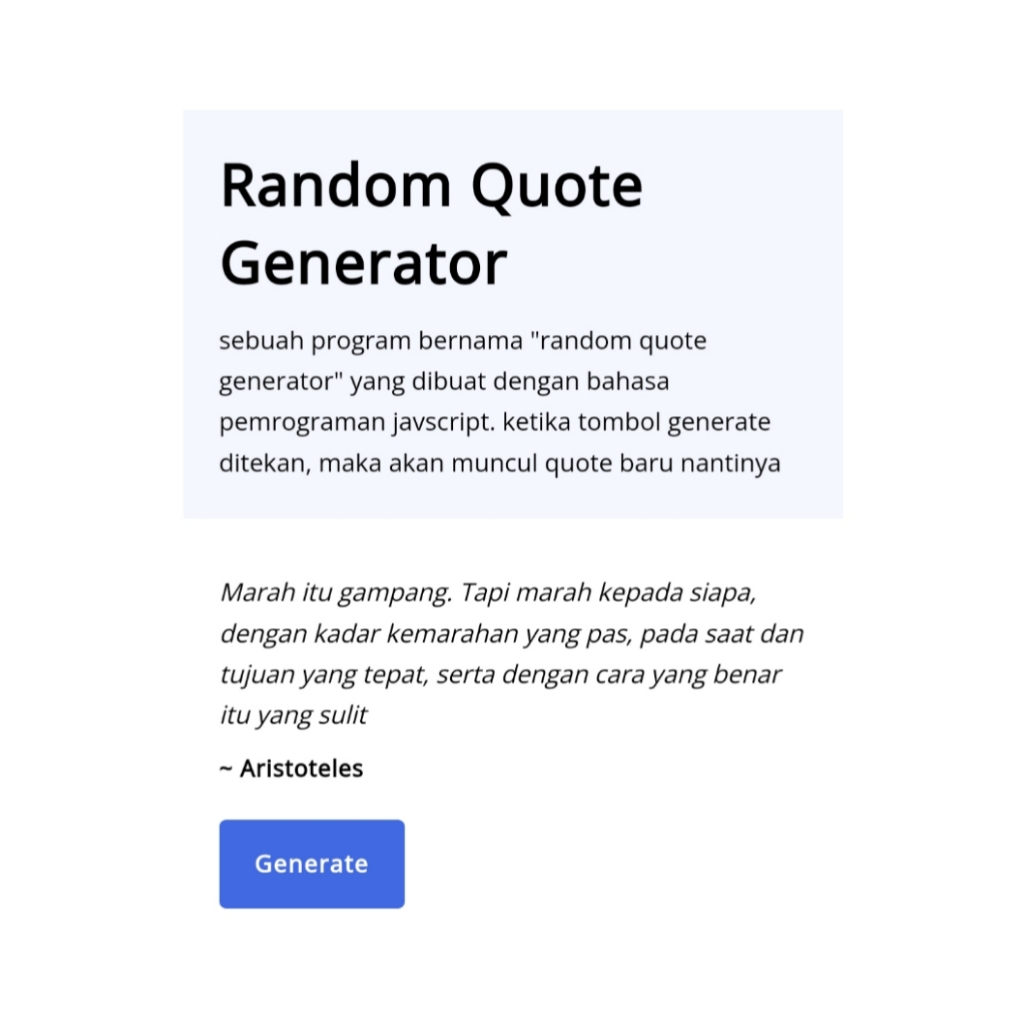 Random Quote
Generator
sebuah program bernama "random quote
generator" yang dibuat dengan bahasa
pemrograman javscript. ketika tombol generate
ditekan, maka akan muncul quote baru nantinya
Marah itu gampang. Tapi marah kepada siapa,
dengan kadar kemarahan yang pas, pada saat dan
tujuan yang tepat, serta dengan cara yang benar
itu yang sulit
~ Aristoteles
Generate